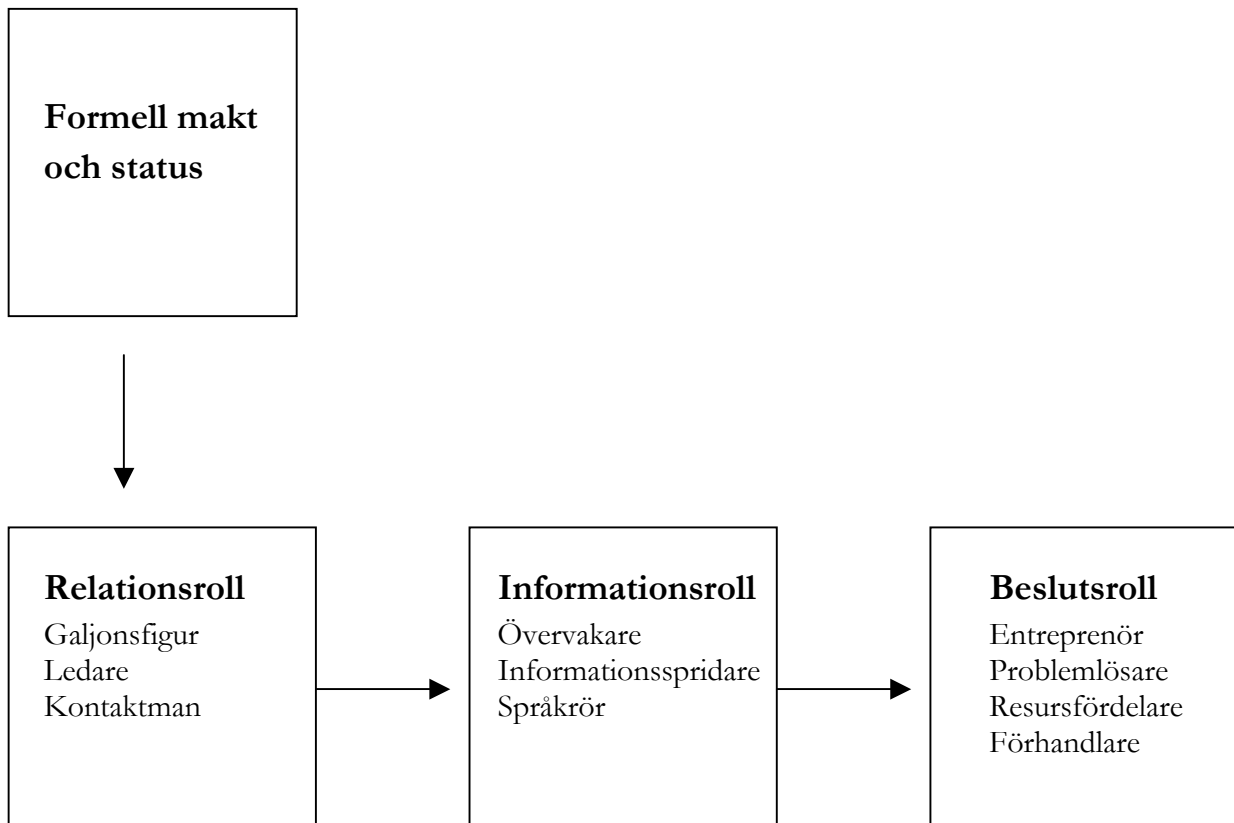 Formell makt
och status
Relationsroll
Galjonsfigur
Ledare
Kontaktman
Informationsroll
Övervakare
Informationsspridare
Språkrör
Beslutsroll
Entreprenör
Problemlösare
Resursfördelare
Förhandlare